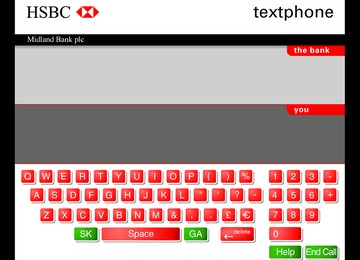 HSBC textphone
Midland Bank plc
the bank
you
Q W E R T Y U I O P ( ) % 1 2 3 -
A S D F G H J K L " ' ? - 4 5 6 +
Z X C V B N M & . , £ € 7 8 9
SK Space GA ← delete 0
Help End Call